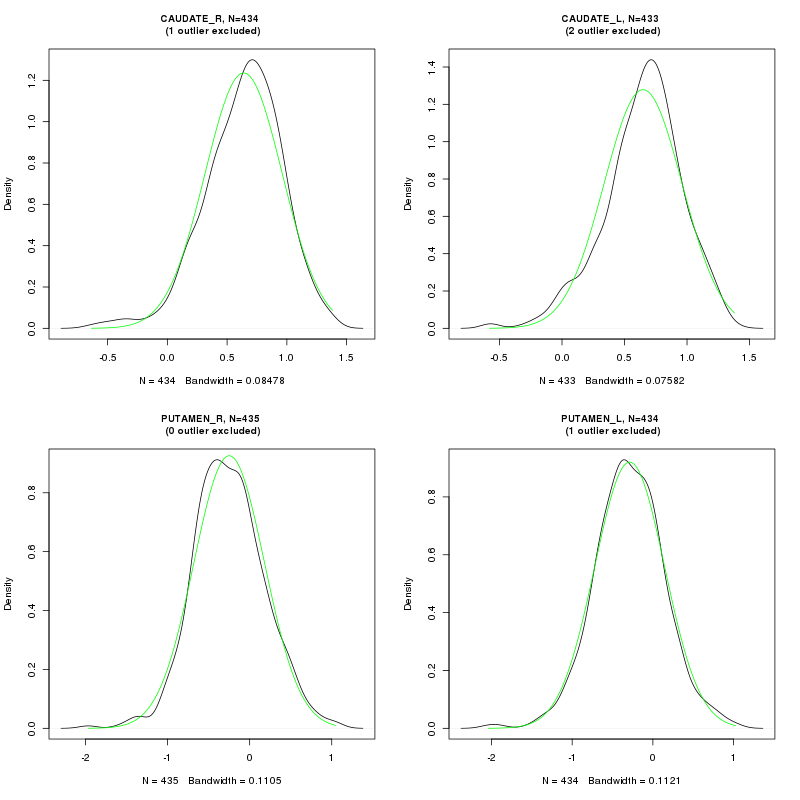 CAUDATE_R, N=434
(1 outlier excluded)
Density
0.0 0.2 0.4 0.6 0.8 1.0 1.2
-0.5 0.0 0.5 1.0 1.5
N = 434 Bandwidth = 0.08478
CAUDATE_L, N=433
(2 outlier excluded)
Density
0.0 0.2 0.4 0.6 0.8 1.0 1.2 1.4
-0.5 0.0 0.5 1.0 1.5
N = 433 Bandwidth = 0.07582
PUTAMEN_R, N=435
(0 outlier excluded)
Density
0.0 0.2 0.4 0.6 0.8
-2 -1 0 1
N = 435 Bandwidth = 0.1105
PUTAMEN_L, N=434
(1 outlier excluded)
Density
0.0 0.2 0.4 0.6 0.8
-2 -1 0 1
N = 434 Bandwidth = 0.1121